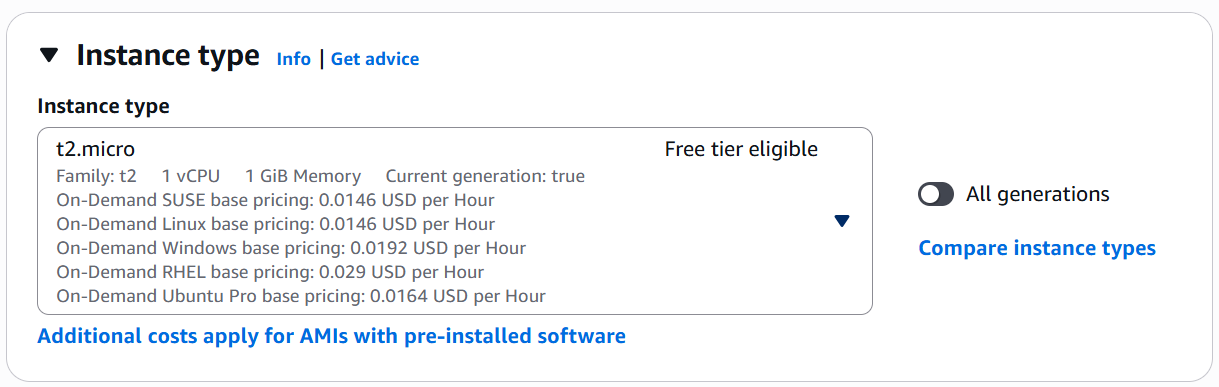 Instance type Info | Get advice
Instance type
t2.micro Free tier eligible
Family: t2 1 vCPU 1 GiB Memory Current generation: true
On-Demand SUSE base pricing: 0.0146 USD per Hour
On-Demand Linux base pricing: 0.0146 USD per Hour
On-Demand Windows base pricing: 0.0192 USD per Hour
On-Demand RHEL base pricing: 0.029 USD per Hour
On-Demand Ubuntu Pro base pricing: 0.0164 USD per Hour
All generations
Compare instance types
Additional costs apply for AMIs with pre-installed software